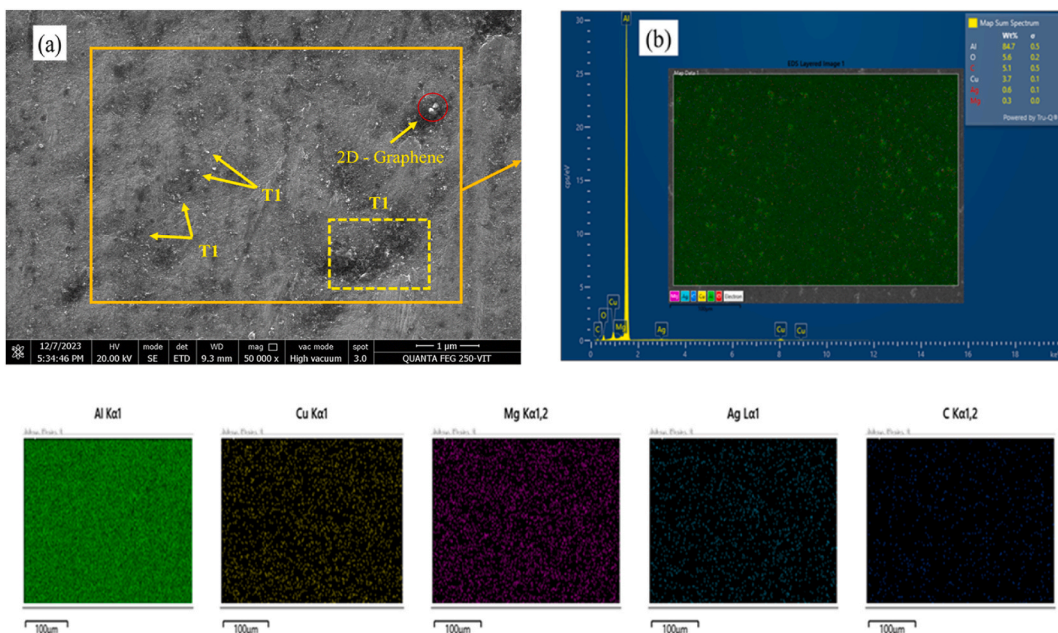 (a)
2D - Graphene
T1
T1
T1
12/7/2023
5:34:46 PM
HV
20.00 kV
mode
SE
det
ETD
WD
9.3 mm
mag
50 000 x
vac mode
High vacuum
spot
3.0
1 µm
QUANTA FEG 250-VIT
(b)
30
25
20
15
10
5
0
cps/eV
Al
Cu
O
C
Mg
Ag
Cu
Cu
0 2 4 6 8 10 12 14 16 18 ke
EDS Layered Image 1
Map Data 1
Electron
Map Sum Spectrum
Wt% σ
Al 84.7 0.5
O 5.6 0.2
5.1 0.5
Cu 3.7 0.1
Ag 0.6 0.1
Mg 0.3 0.0
Powered by Tru-Q®
Al Kα1
Cu Kα1
Mg Kα1,2
Ag Lα1
C Kα1,2
100µm
100µm
100µm
100µm
100µm